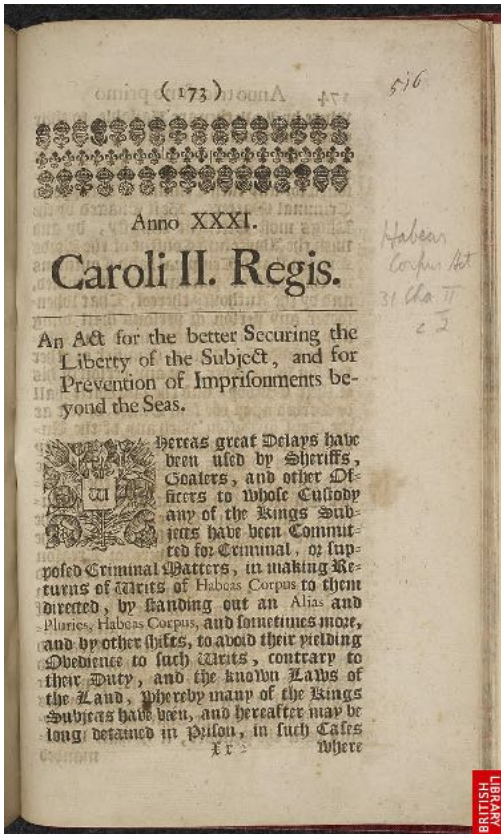 (173)
516
Anno XXXI.
Caroli II. Regis.
Habeas
Corpus Act
31 Cha. II
c 2
An Act for the better Securing the
Liberty of the Subject, and for
Prevention of Impriſonments be-
yond the Seas.
WHereas great Delays have
been uſed by Sheriffs,
Goalers, and other Of-
ficers to whoſe Cuſtody
any of the Kings Sub-
jects have been Commit-
ted for Criminal, or ſup-
poſed Criminal Matters, in making Re-
turns of Writs of Habeas Corpus to them
directed, by ſtanding out an Alias and
Pluries, Habeas Corpus, and ſometimes more,
and by other ſhifts, to avoid their yielding
Obedience to ſuch Writs, contrary to
their Duty, and the known Laws of
the Land, Whereby many of the Kings
Subjects have been, and hereafter may be
long detained in Priſon, in ſuch Caſes
Xx 2 where
BRITISH
LIBRARY